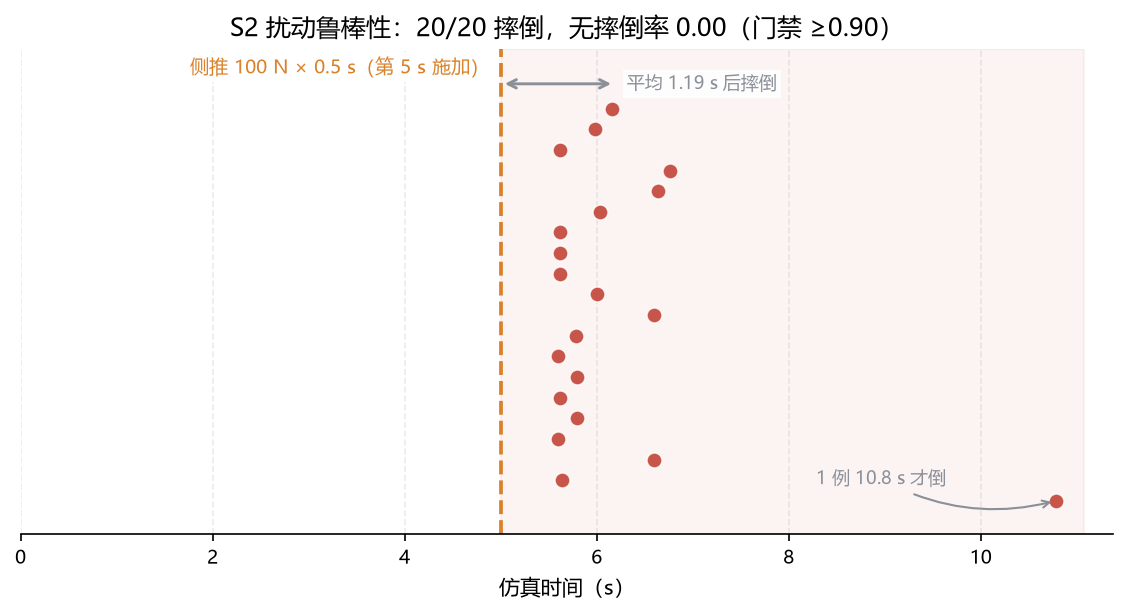 S2 扰动鲁棒性：20/20 摔倒，无摔倒率 0.00（门禁 ≥0.90）
侧推 100 N × 0.5 s（第 5 s 施加）
平均 1.19 s 后摔倒
1 例 10.8 s 才倒
0 2 4 6 8 10
仿真时间（s）